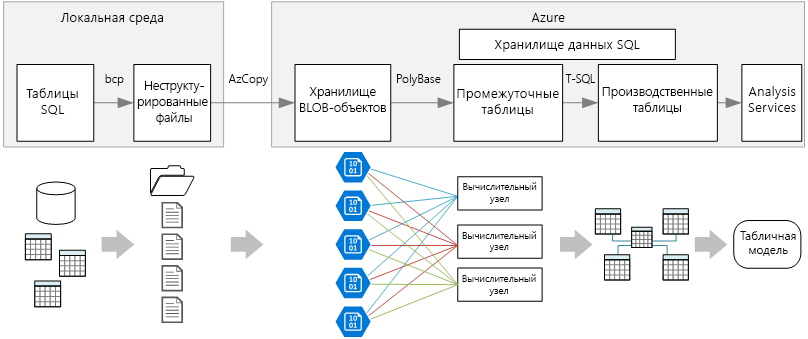 Локальная среда
Azure
Хранилище данных SQL
Таблицы
SQL
bcp
Неструкту-
рированные
файлы
AzCopy
Хранилище
BLOB-объектов
PolyBase
Промежуточные
таблицы
T-SQL
Производственные
таблицы
Analysis
Services
10
01
10
01
10
01
10
01
10
01
Вычислительный
узел
Вычислительный
узел
Вычислительный
узел
Табличная
модель